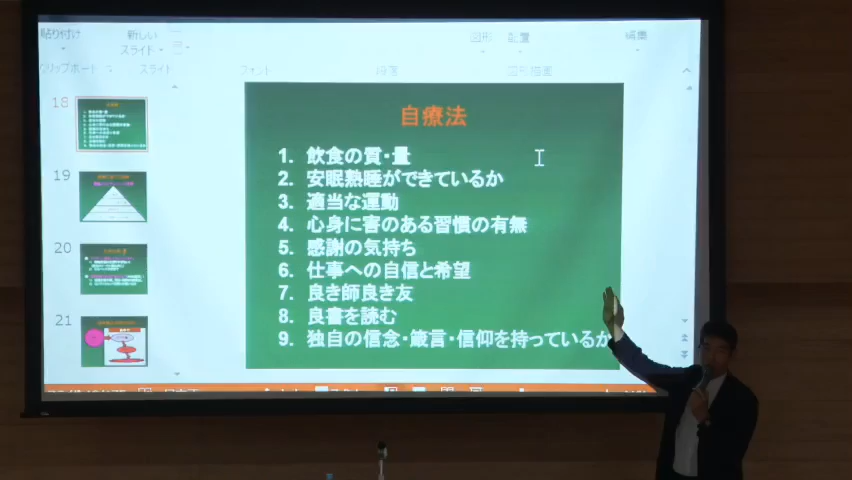 貼り付け
新しい
スライド
図形
配置
編集
クリップボード
スライド
フォント
段落
図形描画
18
19
20
21
自療法
1. 飲食の質・量
2. 安眠熟睡ができているか
3. 適当な運動
4. 心身に害のある習慣の有無
5. 感謝の気持ち
6. 仕事への自信と希望
7. 良き師良き友
8. 良書を読む
9. 独自の信念・箴言・信仰を持っているか